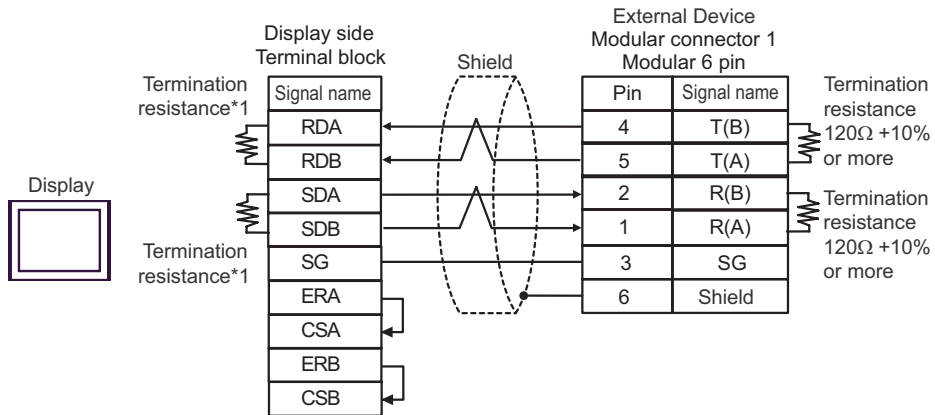 External Device
Modular connector 1
Modular 6 pin
Display side
Terminal block
Shield
Termination
resistance*1
Signal name
RDA
RDB
SDA
SDB
SG
ERA
CSA
ERB
CSB
Termination
resistance*1
Display
Pin Signal name
4 T(B)
5 T(A)
2 R(B)
1 R(A)
3 SG
6 Shield
Termination
resistance
120Ω +10%
or more
Termination
resistance
120Ω +10%
or more